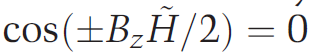 cos(±B_z H̃/2) = 0